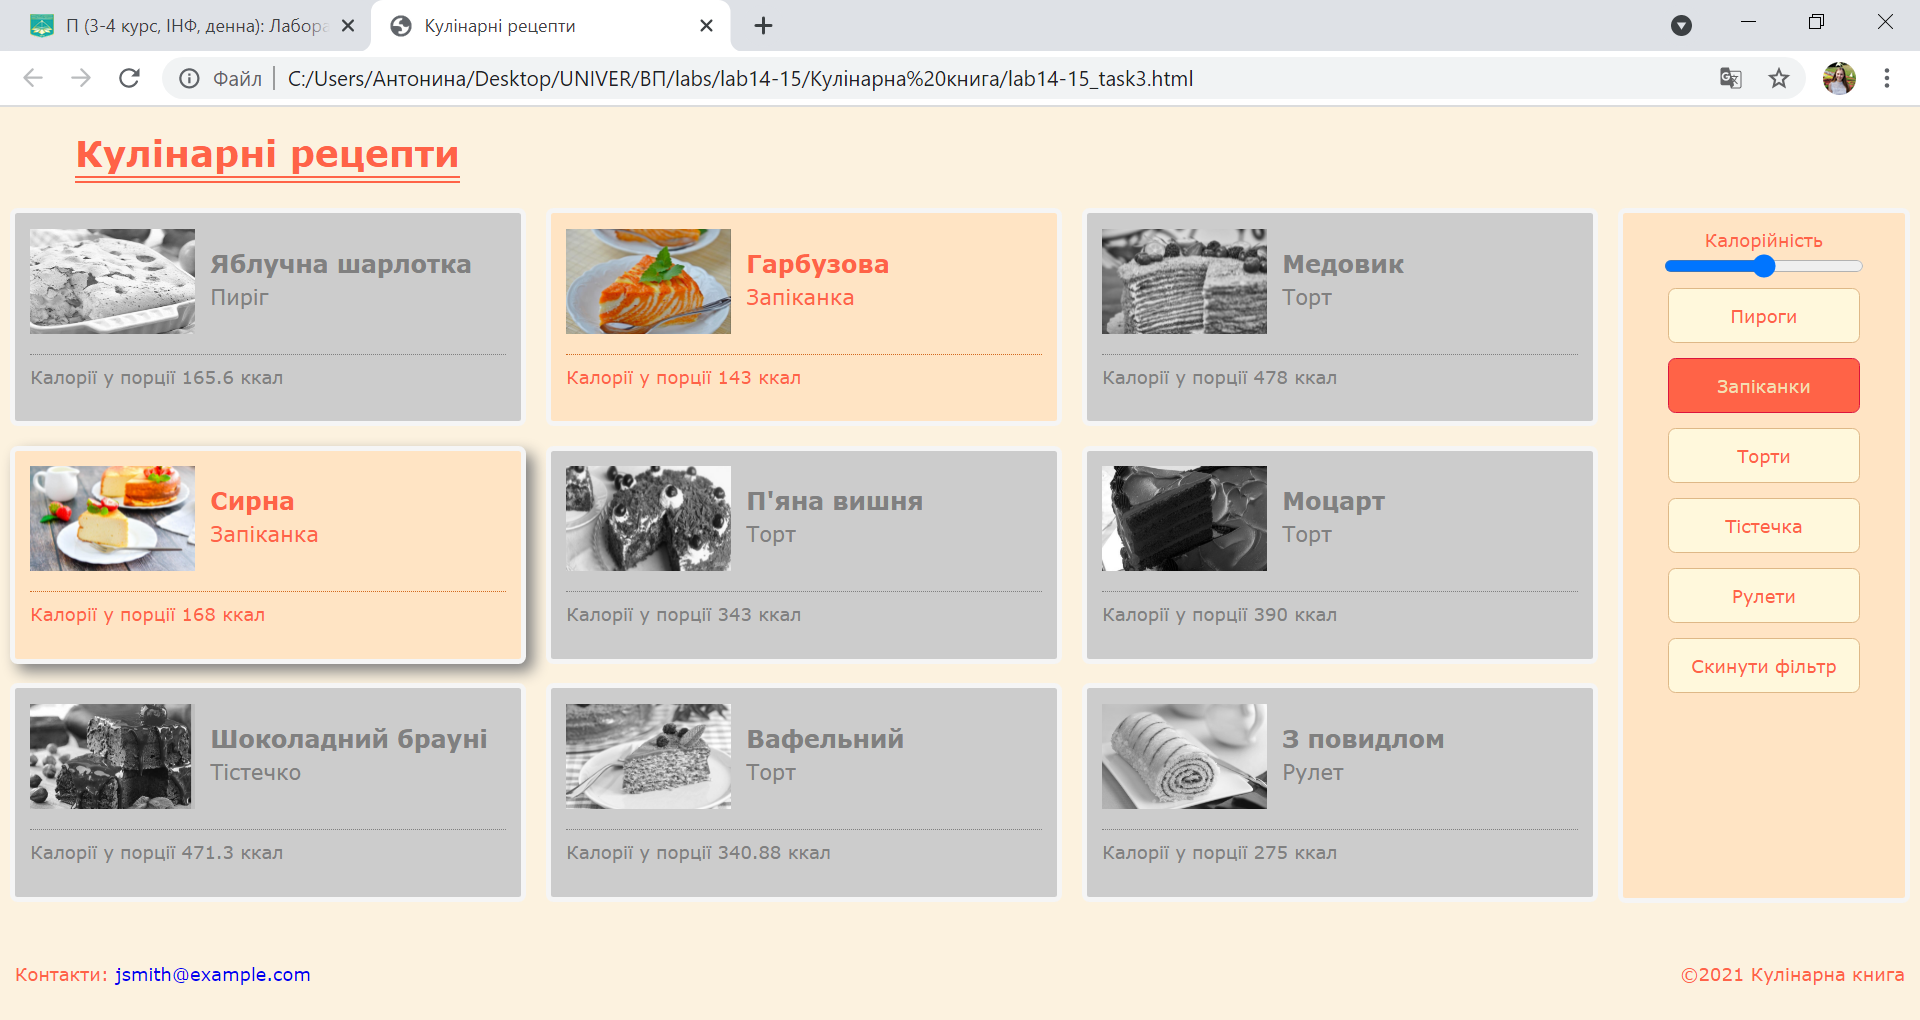 П (3-4 курс, ІНФ, денна): Лабора
Кулінарні рецепти
Файл
C:/Users/Антонина/Desktop/UNIVER/ВП/labs/lab14-15/Кулінарна%20книга/lab14-15_task3.html
Кулінарні рецепти
Яблучна шарлотка
Пиріг
Калорії у порції 165.6 ккал
Гарбузова
Запіканка
Калорії у порції 143 ккал
Медовик
Торт
Калорії у порції 478 ккал
Сирна
Запіканка
Калорії у порції 168 ккал
П'яна вишня
Торт
Калорії у порції 343 ккал
Моцарт
Торт
Калорії у порції 390 ккал
Шоколадний брауні
Тістечко
Калорії у порції 471.3 ккал
Вафельний
Торт
Калорії у порції 340.88 ккал
З повидлом
Рулет
Калорії у порції 275 ккал
Калорійність
Пироги
Запіканки
Торти
Тістечка
Рулети
Скинути фільтр
Контакти: jsmith@example.com
©2021 Кулінарна книга